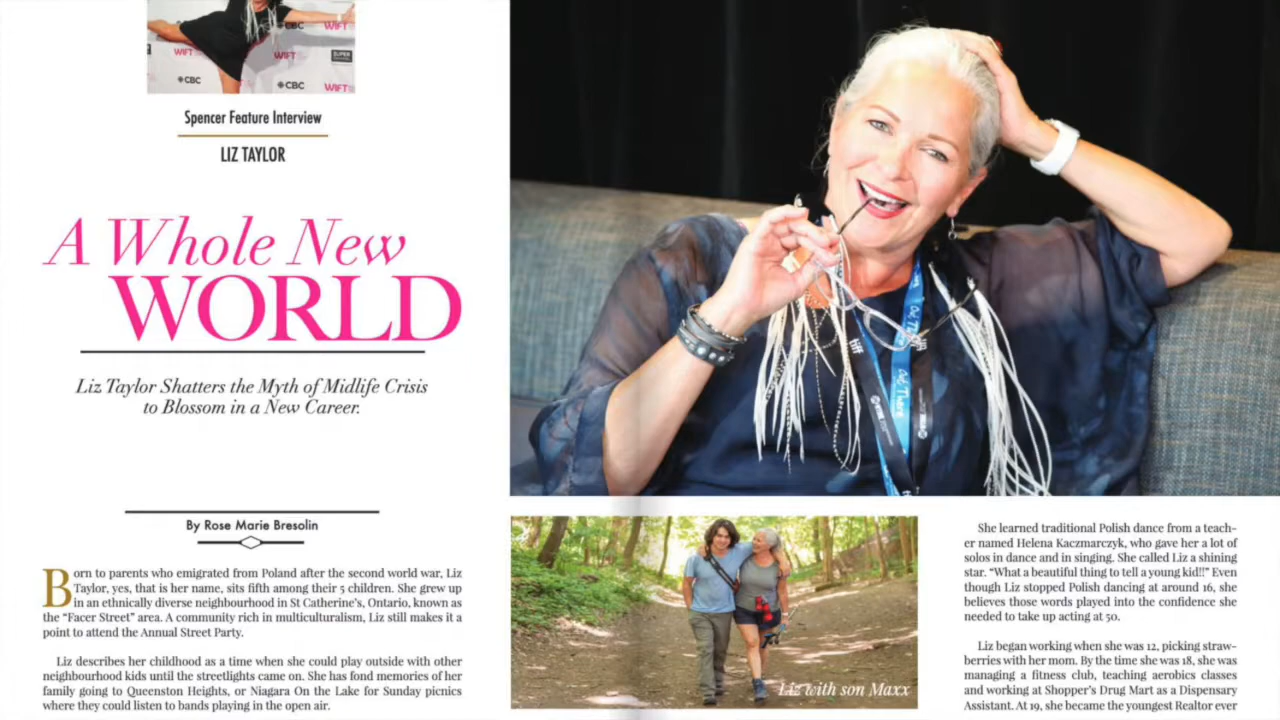 CBC
WIFT
WIFT
WIFT
CBC
CBC
WIFT
Spencer Feature Interview
LIZ TAYLOR
A Whole New
WORLD
Liz Taylor Shatters the Myth of Midlife Crisis
to Blossom in a New Career.
By Rose Marie Bresolin
Born to parents who emigrated from Poland after the second world war, Liz
Taylor, yes, that is her name, sits fifth among their 5 children. She grew up
in an ethnically diverse neighbourhood in St Catherine's, Ontario, known as
the “Facer Street” area. A community rich in multiculturalism, Liz still makes it a
point to attend the Annual Street Party.
Liz describes her childhood as a time when she could play outside with other
neighbourhood kids until the streetlights came on. She has fond memories of her
family going to Queenston Heights, or Niagara On the Lake for Sunday picnics
where they could listen to bands playing in the open air.
tiff
Out There
Liz with son Maxx
She learned traditional Polish dance from a teach-
er named Helena Kaczmarczyk, who gave her a lot of
solos in dance and in singing. She called Liz a shining
star. “What a beautiful thing to tell a young kid!!” Even
though Liz stopped Polish dancing at around 16, she
believes those words played into the confidence she
needed to take up acting at 50.
Liz began working when she was 12, picking straw-
berries with her mom. By the time she was 18, she was
managing a fitness club, teaching aerobics classes
and working at Shopper's Drug Mart as a Dispensary
Assistant. At 19, she became the youngest Realtor ever